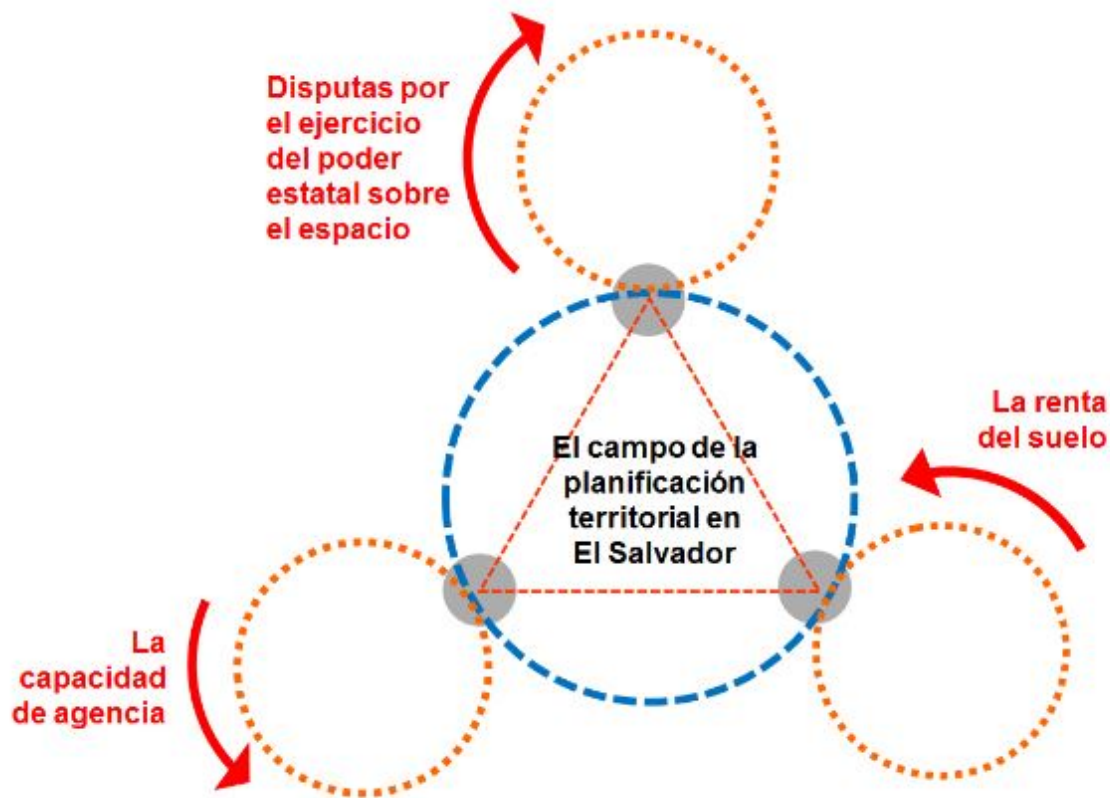 Disputas por
el ejercicio
del poder
estatal sobre
el espacio
La renta
del suelo
El campo de la
planificación
territorial en
El Salvador
La
capacidad
de agencia